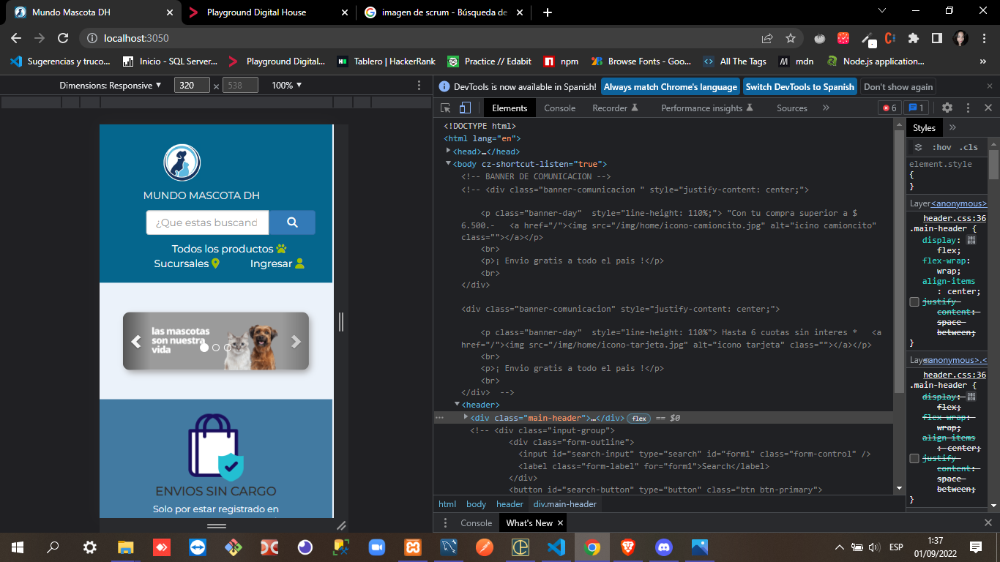 Mundo Mascota DH
Playground Digital House
imagen de scrum - Búsqueda de
localhost:3050
Sugerencias y truco...
Inicio - SQL Server...
Playground Digital...
Tablero | HackerRank
Practice // Edabit
npm
Browse Fonts - Goo...
All The Tags
mdn
Node.js application...
»
Dimensions: Responsive ▼ 320 × 538 100% ▼
DevTools is now available in Spanish! Always match Chrome's language Switch DevTools to Spanish Don't show again
Elements Console Recorder Performance insights Sources » 6 1
MUNDO MASCOTA DH
¿Que estas buscand
Todos los productos
Sucursales Ingresar
las mascotas
son nuestra
vida
ENVIOS SIN CARGO
Solo por estar registrado en
<!DOCTYPE html>
<html lang="en">
<head>…</head>
<body cz-shortcut-listen="true">
<!-- BANNER DE COMUNICACION -->
<!-- <div class="banner-comunicacion " style="justify-content: center;">
<p class="banner-day"  style="line-height: 110%;"> "Con tu compra superior a $
6.500.-   <a href="/"><img src="/img/home/icono-camioncito.jpg" alt="icino camioncito"
class=""></a></p>
<br>
<p>¡ Envio gratis a todo el pais !</p>
<br>
</div>
<div class="banner-comunicacion" style="justify-content: center;">
<p class="banner-day"  style="line-height: 110%"> Hasta 6 cuotas sin interes *   <a
href="/"><img src="/img/home/icono-tarjeta.jpg" alt="icono tarjeta" class=""></a></p>
<br>
<p>¡ Envio gratis a todo el pais !</p>
<br>
</div>  -->
<header>
<div class="main-header">…</div> flex == $0
<!-- <div class="input-group">
<div class="form-outline">
<input id="search-input" type="search" id="form1" class="form-control" />
<label class="form-label" for="form1">Search</label>
</div>
<button id="search-button" type="button" class="btn btn-primary">
html body header div.main-header
Console What's New ×
Styles »
:hov .cls
element.style
{
}
Layer<anonymous>
header.css:36
.main-header {
display:
flex;
flex-wrap:
wrap;
align-items
: center;
justify-
content:
space-
between;
}
Laye<anonymous>.<
header.css:36
.main-header {
display:
flex;
flex-wrap:
wrap;
align-items
: center;
justify-
content:
space-
between;
}
ESP
1:37
01/09/2022